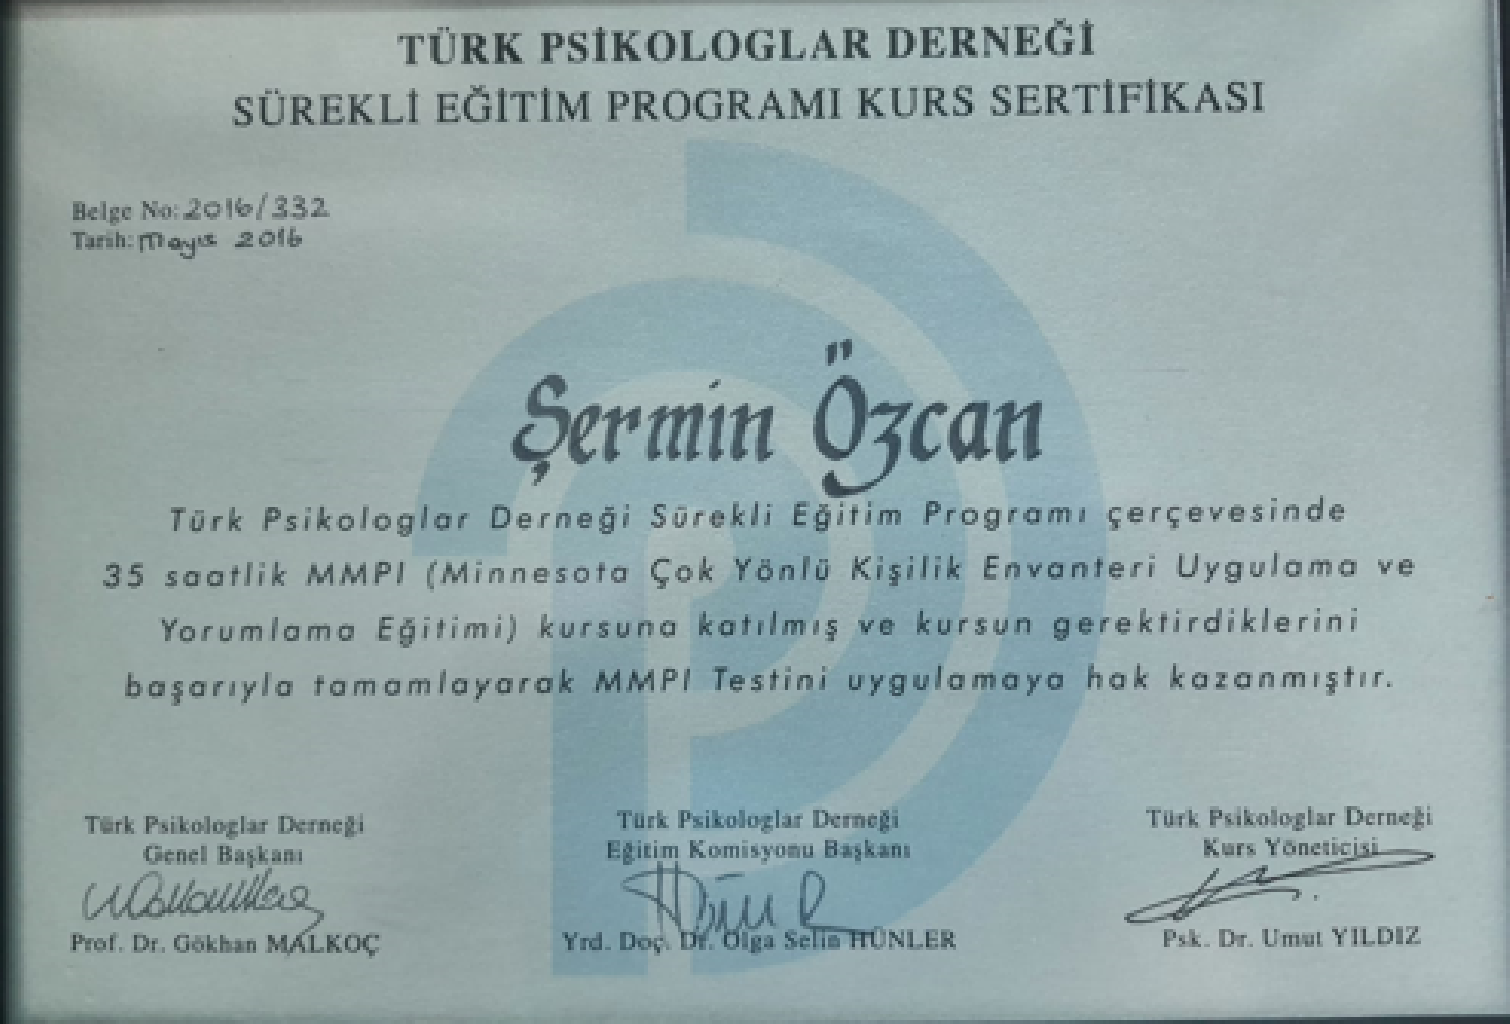 TÜRK PSİKOLOGLAR DERNEĞİ
SÜREKLİ EĞİTİM PROGRAMI KURS SERTİFİKASI
Belge No: 2016/332
Tarih: Mayıs 2016
Şermin Özcan
Türk Psikologlar Derneği Sürekli Eğitim Programı çerçevesinde
35 saatlik MMPI (Minnesota Çok Yönlü Kişilik Envanteri Uygulama ve
Yorumlama Eğitimi) kursuna katılmış ve kursun gerektirdiklerini
başarıyla tamamlayarak MMPI Testini uygulamaya hak kazanmıştır.
Türk Psikologlar Derneği
Genel Başkanı
Prof. Dr. Gökhan MALKOÇ
Türk Psikologlar Derneği
Eğitim Komisyonu Başkanı
Yrd. Doç. Dr. Olga Selin HÜNLER
Türk Psikologlar Derneği
Kurs Yöneticisi
Psk. Dr. Umut YILDIZ